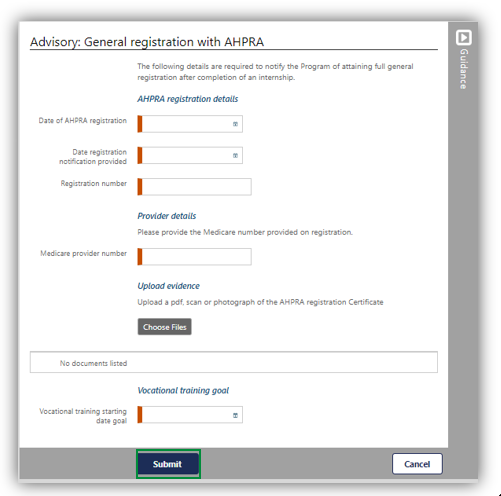 Advisory: General registration with AHPRA
Guidance
The following details are required to notify the Program of attaining full general
registration after completion of an internship.
AHPRA registration details
Date of AHPRA registration
Date registration
notification provided
Registration number
Provider details
Please provide the Medicare number provided on registration.
Medicare provider number
Upload evidence
Upload a pdf, scan or photograph of the AHPRA registration Certificate
Choose Files
No documents listed
Vocational training goal
Vocational training starting
date goal
Submit
Cancel